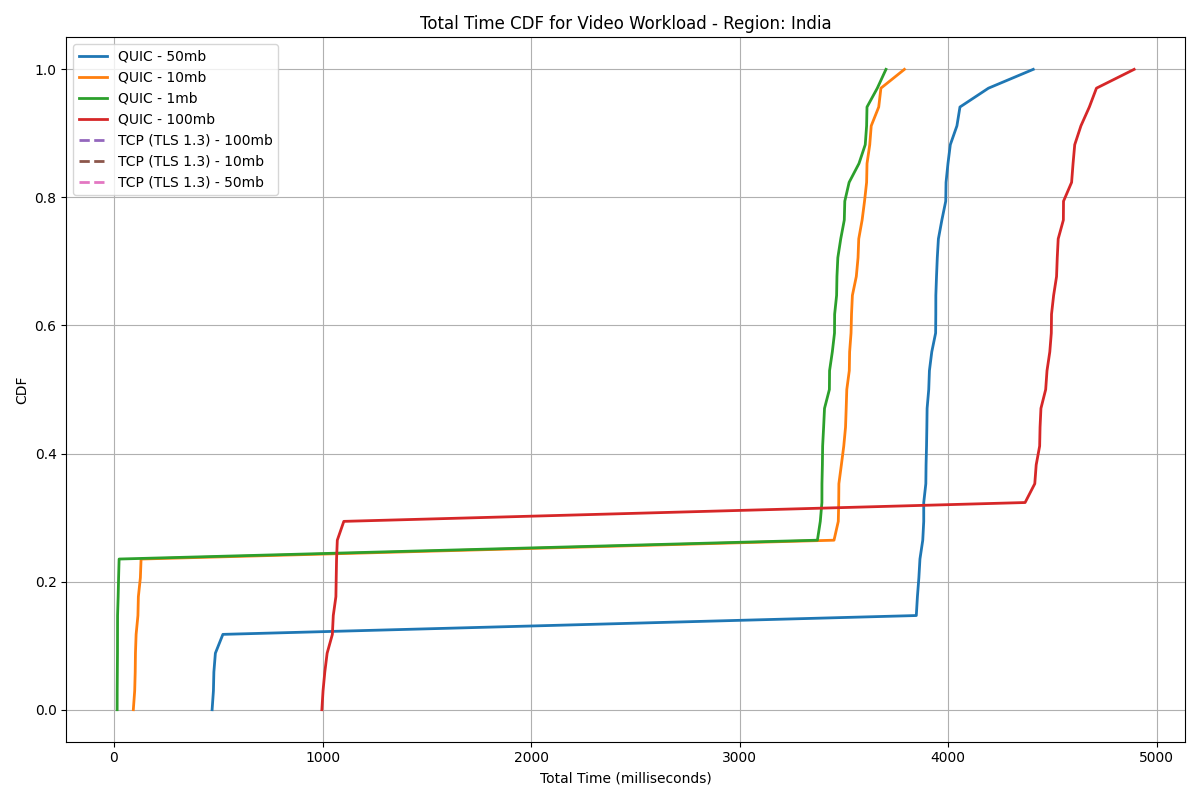 Total Time CDF for Video Workload - Region: India
QUIC - 50mb
QUIC - 10mb
QUIC - 1mb
QUIC - 100mb
TCP (TLS 1.3) - 100mb
TCP (TLS 1.3) - 10mb
TCP (TLS 1.3) - 50mb
1.0
0.8
0.6
0.4
0.2
0.0
CDF
0 1000 2000 3000 4000 5000
Total Time (milliseconds)